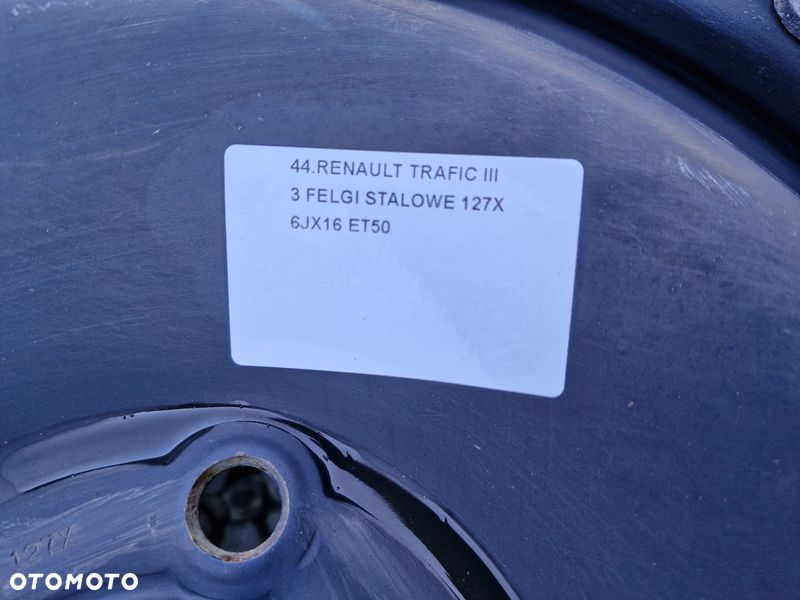 44.RENAULT TRAFIC III
3 FELGI STALOWE 127X
6JX16 ET50
127X
OTOMOTO